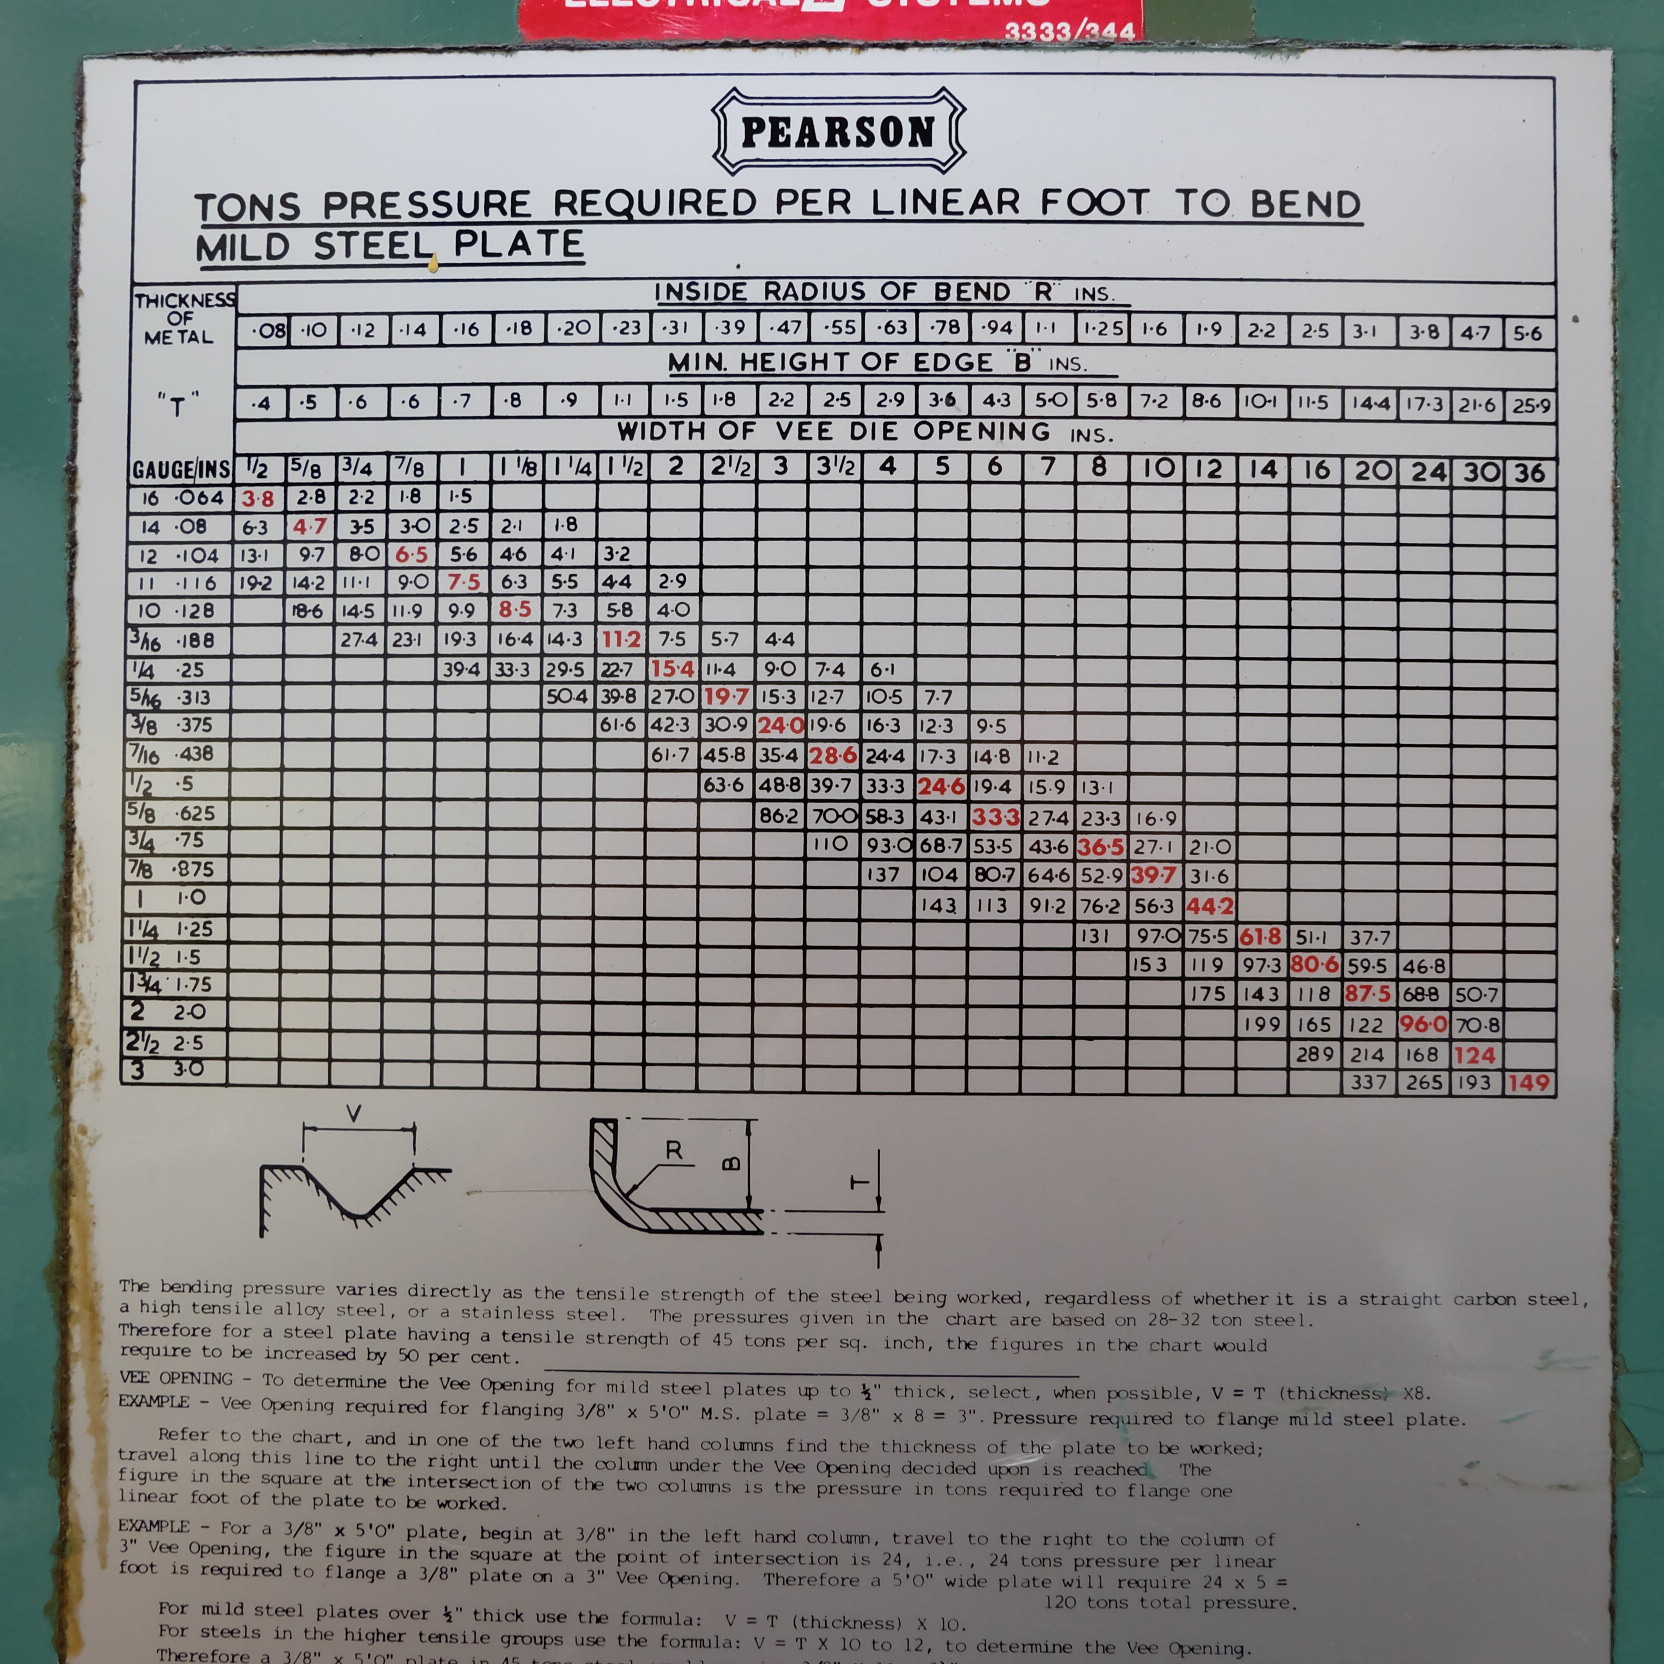 ELECTRICAL SYSTEMS
3333/344
PEARSON
TONS PRESSURE REQUIRED PER LINEAR FOOT TO BEND
MILD STEEL PLATE
THICKNESS OF METAL "T"
INSIDE RADIUS OF BEND "R" INS.
·08 ·10 ·12 ·14 ·16 ·18 ·20 ·23 ·31 ·39 ·47 ·55 ·63 ·78 ·94 1·1 1·25 1·6 1·9 2·2 2·5 3·1 3·8 4·7 5·6
MIN. HEIGHT OF EDGE "B" INS.
·4 ·5 ·6 ·6 ·7 ·8 ·9 1·1 1·5 1·8 2·2 2·5 2·9 3·6 4·3 5·0 5·8 7·2 8·6 10·1 11·5 14·4 17·3 21·6 25·9
WIDTH OF VEE DIE OPENING INS.
GAUGE/INS 1/2 5/8 3/4 7/8 1 1 1/8 1 1/4 1 1/2 2 2 1/2 3 3 1/2 4 5 6 7 8 10 12 14 16 20 24 30 36
16 ·064 3·8 2·8 2·2 1·8 1·5
14 ·08 6·3 4·7 3·5 3·0 2·5 2·1 1·8
12 ·104 13·1 9·7 8·0 6·5 5·6 4·6 4·1 3·2
11 ·116 19·2 14·2 11·1 9·0 7·5 6·3 5·5 4·4 2·9
10 ·128 18·6 14·5 11·9 9·9 8·5 7·3 5·8 4·0
3/16 ·188 27·4 23·1 19·3 16·4 14·3 11·2 7·5 5·7 4·4
1/4 ·25 39·4 33·3 29·5 22·7 15·4 11·4 9·0 7·4 6·1
5/16 ·313 50·4 39·8 27·0 19·7 15·3 12·7 10·5 7·7
3/8 ·375 61·6 42·3 30·9 24·0 19·6 16·3 12·3 9·5
7/16 ·438 61·7 45·8 35·4 28·6 24·4 17·3 14·8 11·2
1/2 ·5 63·6 48·8 39·7 33·3 24·6 19·4 15·9 13·1
5/8 ·625 86·2 70·0 58·3 43·1 33·3 27·4 23·3 16·9
3/4 ·75 110 93·0 68·7 53·5 43·6 36·5 27·1 21·0
7/8 ·875 137 104 80·7 64·6 52·9 39·7 31·6
1 1·0 143 113 91·2 76·2 56·3 44·2
1 1/4 1·25 131 97·0 75·5 61·8 51·1 37·7
1 1/2 1·5 153 119 97·3 80·6 59·5 46·8
1 3/4 1·75 175 143 118 87·5 68·8 50·7
2 2·0 199 165 122 96·0 70·8
2 1/2 2·5 289 214 168 124
3 3·0 337 265 193 149
V R B T
The bending pressure varies directly as the tensile strength of the steel being worked, regardless of whether it is a straight carbon steel,
a high tensile alloy steel, or a stainless steel. The pressures given in the chart are based on 28-32 ton steel.
Therefore for a steel plate having a tensile strength of 45 tons per sq. inch, the figures in the chart would
require to be increased by 50 per cent.
VEE OPENING - To determine the Vee Opening for mild steel plates up to ½" thick, select, when possible, V = T (thickness) X8.
EXAMPLE - Vee Opening required for flanging 3/8" x 5'0" M.S. plate = 3/8" x 8 = 3". Pressure required to flange mild steel plate.
Refer to the chart, and in one of the two left hand columns find the thickness of the plate to be worked;
travel along this line to the right until the column under the Vee Opening decided upon is reached The
figure in the square at the intersection of the two columns is the pressure in tons required to flange one
linear foot of the plate to be worked.
EXAMPLE - For a 3/8" x 5'0" plate, begin at 3/8" in the left hand column, travel to the right to the column of
3" Vee Opening, the figure in the square at the point of intersection is 24, i.e., 24 tons pressure per linear
foot is required to flange a 3/8" plate on a 3" Vee Opening. Therefore a 5'0" wide plate will require 24 x 5 =
120 tons total pressure.
For mild steel plates over ½" thick use the formula: V = T (thickness) X 10.
For steels in the higher tensile groups use the formula: V = T X 10 to 12, to determine the Vee Opening.
Therefore a 3/8" x 5'0" plate in 45